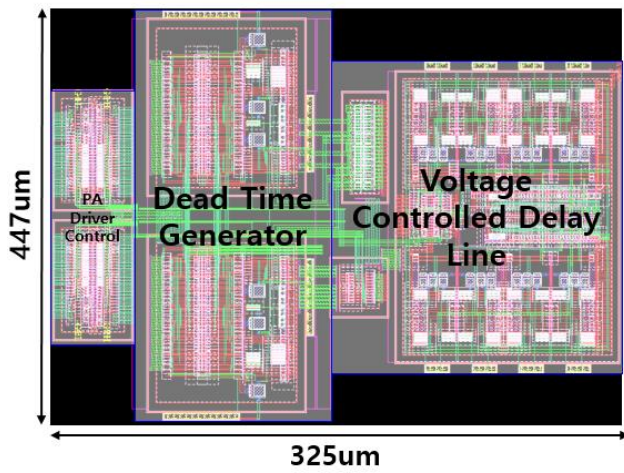 447um
PA
Driver
Control
Dead Time
Generator
Voltage
Controlled Delay
Line
325um